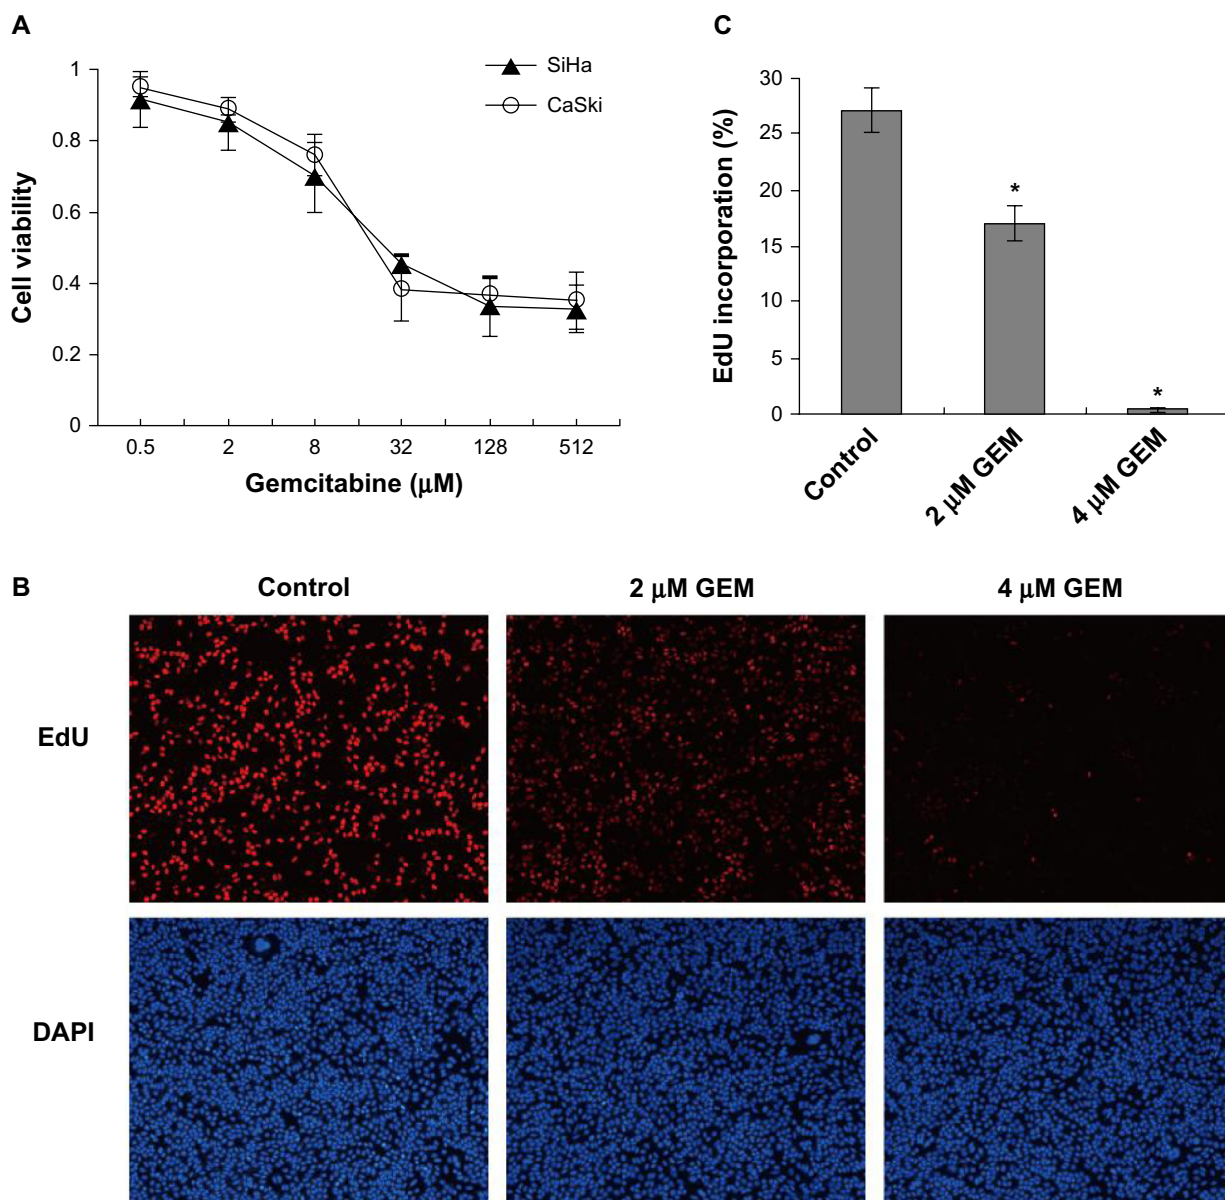 A
SiHa
CaSki
1
0.8
0.6
0.4
0.2
0
Cell viability
0.5 2 8 32 128 512
Gemcitabine (μM)
C
30
25
20
15
10
5
0
EdU incorporation (%)
*
*
Control
2 μM GEM
4 μM GEM
B
Control 2 μM GEM 4 μM GEM
EdU
DAPI